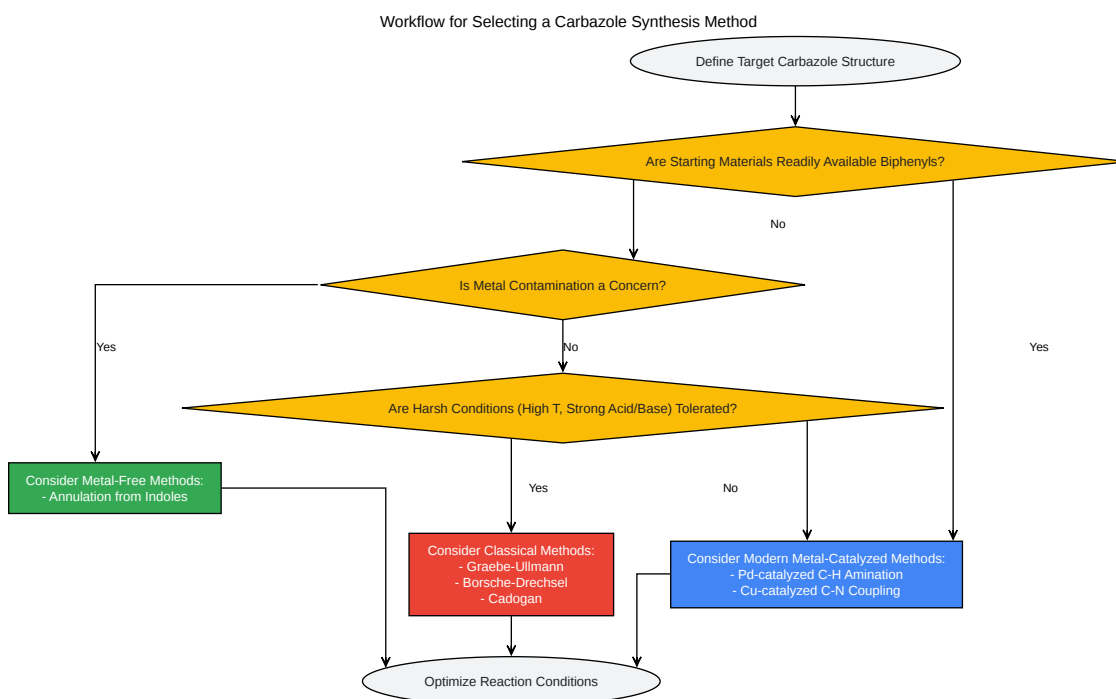 Workflow for Selecting a Carbazole Synthesis Method
Define Target Carbazole Structure
Are Starting Materials Readily Available Biphenyls?
No
Is Metal Contamination a Concern?
Yes
No
Yes
Are Harsh Conditions (High T, Strong Acid/Base) Tolerated?
Consider Metal-Free Methods:
- Annulation from Indoles
Yes
No
Consider Classical Methods:
- Graebe-Ullmann
- Borsche-Drechsel
- Cadogan
Consider Modern Metal-Catalyzed Methods:
- Pd-catalyzed C-H Amination
- Cu-catalyzed C-N Coupling
Optimize Reaction Conditions